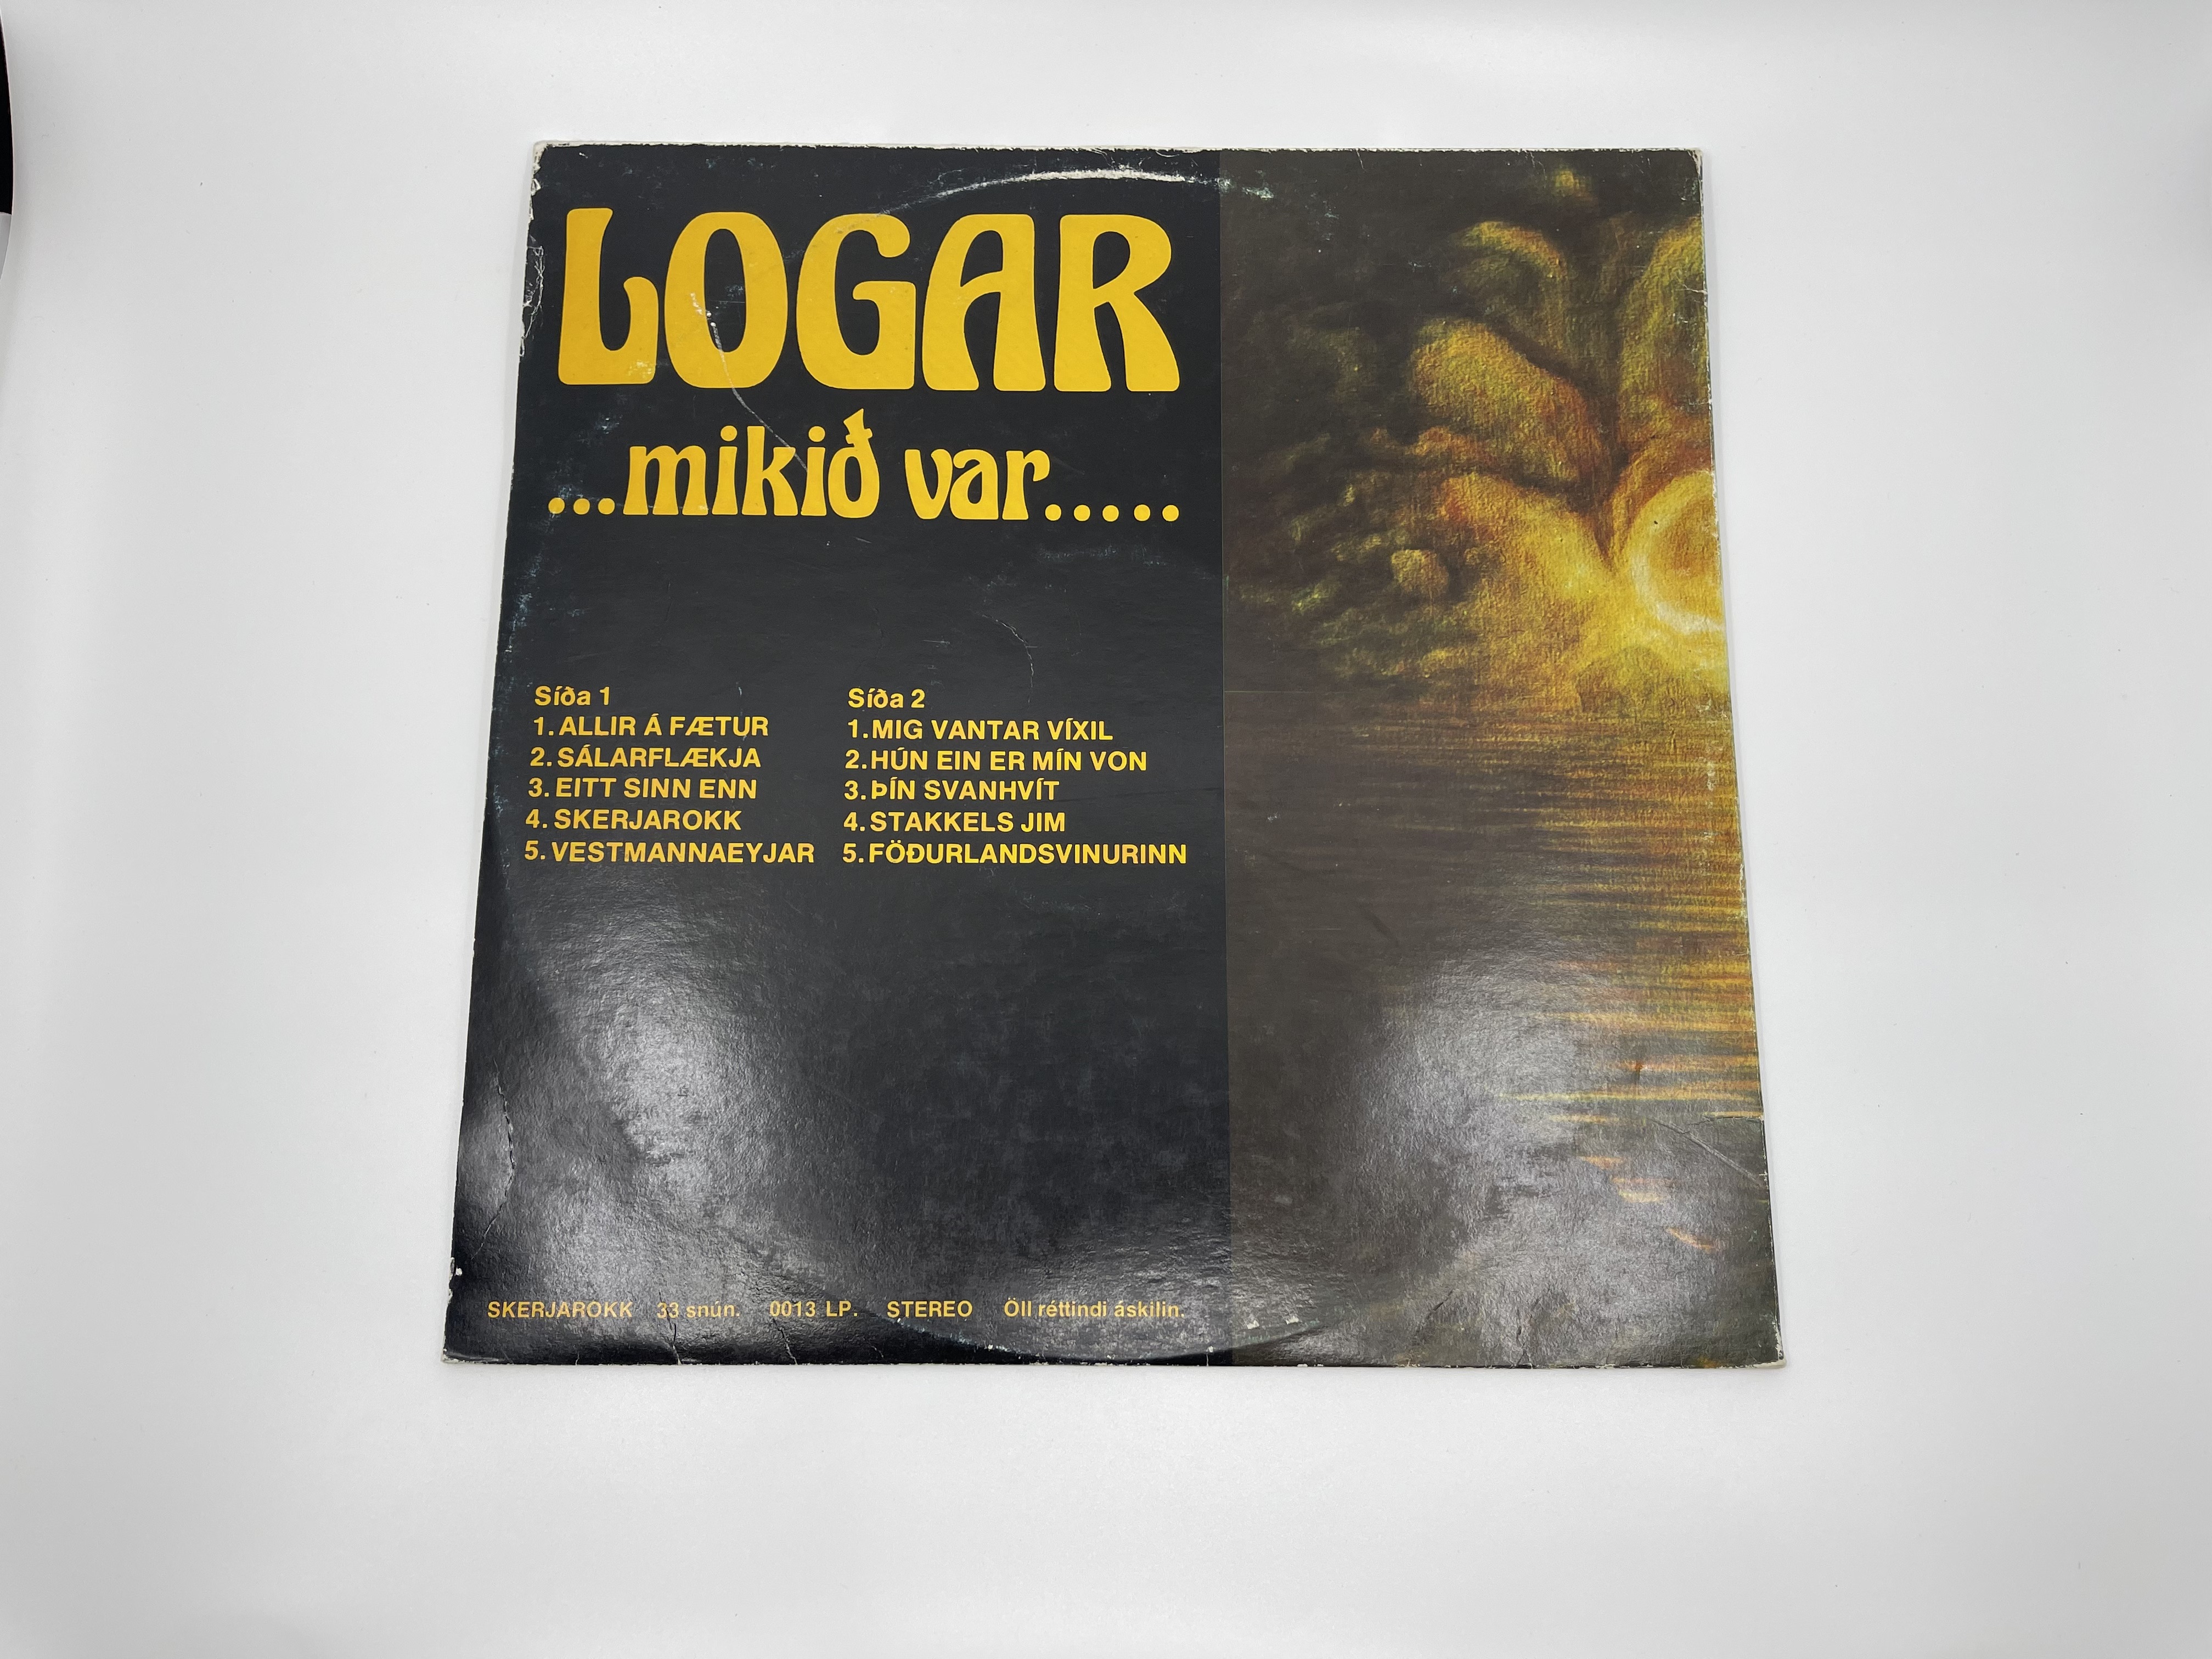 LOGAR
...mikið var.....
Síða 1
1. ALLIR Á FÆTUR
2. SÁLARFLÆKJA
3. EITT SINN ENN
4. SKERJAROKK
5. VESTMANNAEYJAR
Síða 2
1. MIG VANTAR VÍXIL
2. HÚN EIN ER MÍN VON
3. ÞÍN SVANHVÍT
4. STAKKELS JIM
5. FÖÐURLANDSVINURINN
SKERJAROKK 33 snún. 0013 LP. STEREO Öll réttindi áskilin.